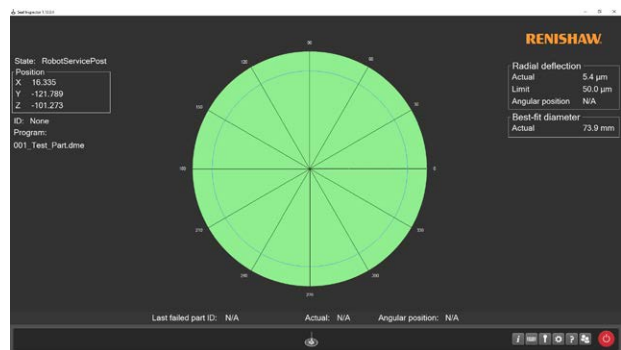 RENISHAW.
State: RobotServicePost
Position
X 16.335
Y -121.789
Z -101.273
ID: None
Program:
001_Test_Part.dme
Radial deflection
Actual 5.4 µm
Limit 50.0 µm
Angular position N/A
Best-fit diameter
Actual 73.9 mm
90
120
60
150
30
180
0
210
330
240
300
270
Last failed part ID: N/A Actual: N/A Angular position: N/A